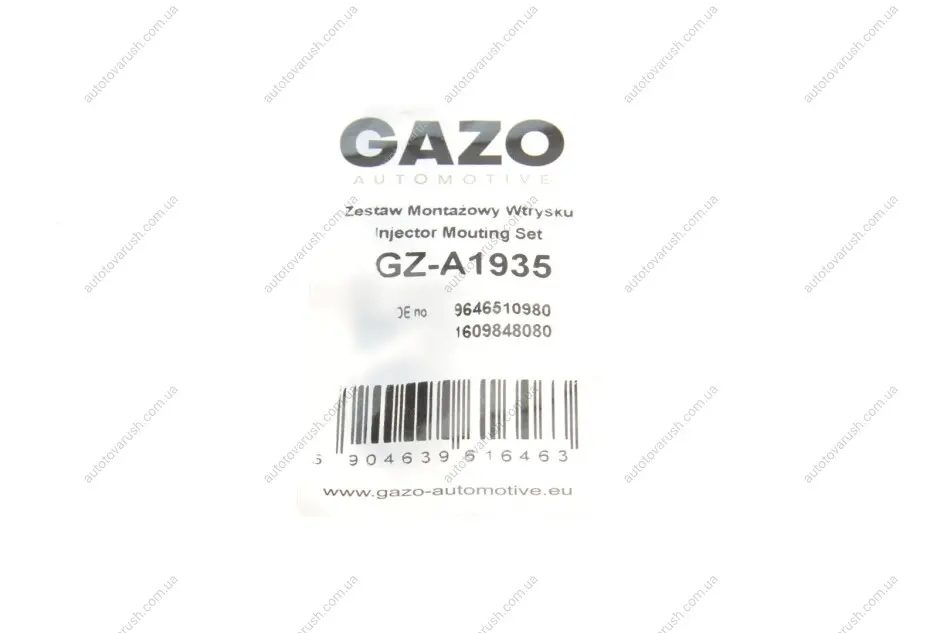 GAZO
AUTOMOTIVE
Zestaw Montażowy Wtrysku
Injector Mouting Set
GZ-A1935
OE no. 9646510980
1609848080
5 904639 616463
www.gazo-automotive.eu
autotovarush.com.ua